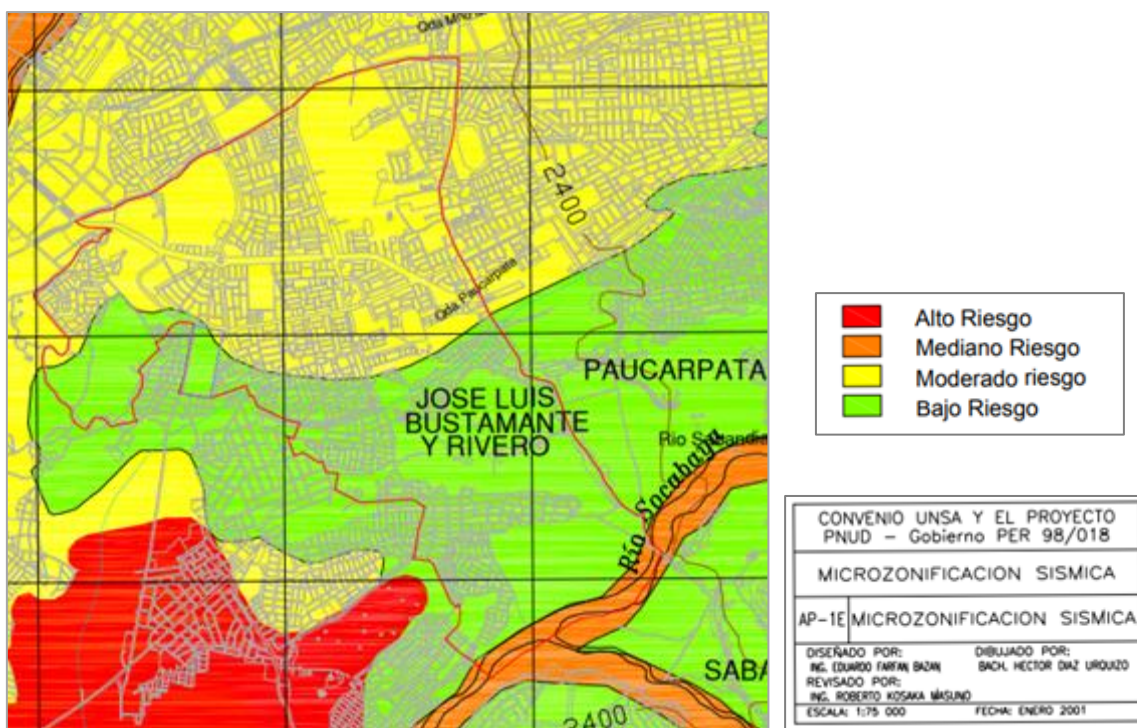 2400
Qda Paucarpata
PAUCARPATA
JOSE LUIS
BUSTAMANTE
Y RIVERO
Río
Río Socabaya
SABA
2400
Alto Riesgo
Mediano Riesgo
Moderado riesgo
Bajo Riesgo
CONVENIO UNSA Y EL PROYECTO
PNUD – Gobierno PER 98/018
MICROZONIFICACION SISMICA
AP-1E MICROZONIFICACION SISMICA
DISEÑADO POR: DIBUJADO POR:
ING. EDUARDO FARFAN BAZAN BACH. HECTOR DIAZ URQUIZO
REVISADO POR:
ING. ROBERTO KOSAKA MASUNO
ESCALA: 1:75 000 FECHA: ENERO 2001